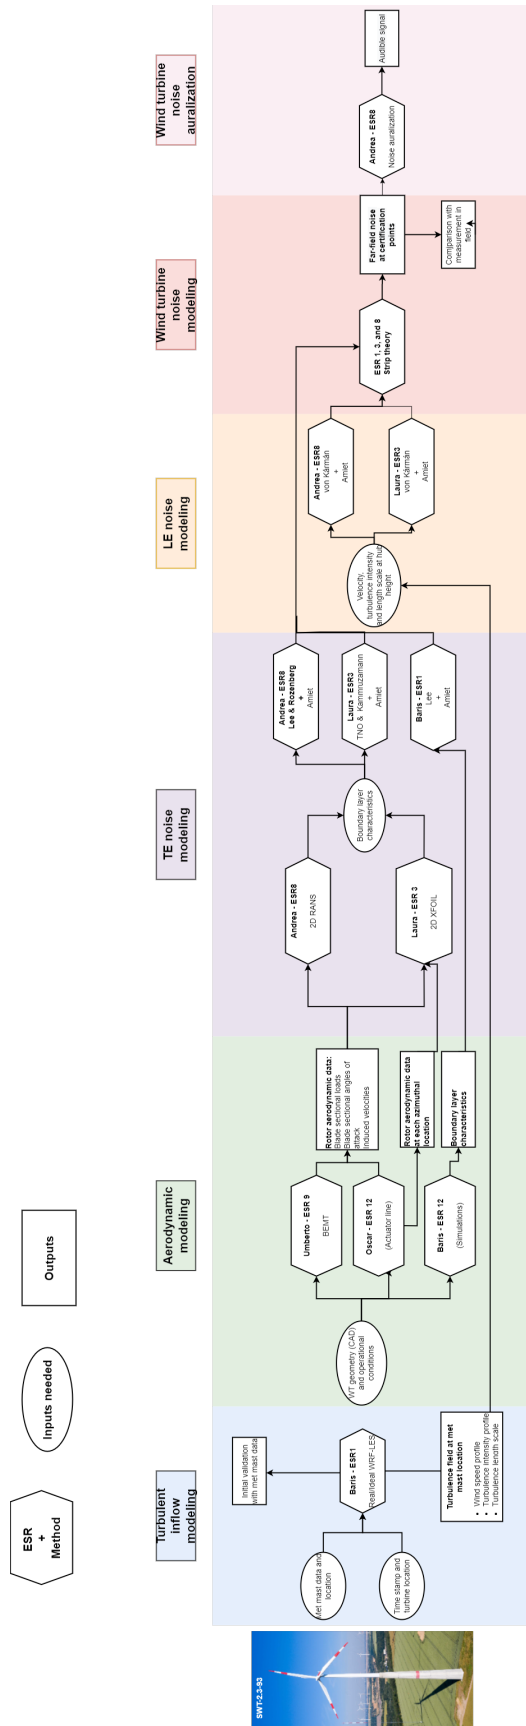 ESR
+
Method
Inputs needed
Outputs
Turbulent
inflow
modeling
Aerodynamic
modeling
TE noise
modeling
LE noise
modeling
Wind turbine
noise
modeling
Wind turbine
noise
auralization
SWT-2.3-93
Met mast data and
location
Time stamp and
turbine location
Initial validation
with met mast data
Baris - ESR1
Real/Ideal WRF-LES
Turbulence field at met
mast location
• Wind speed profile
• Turbulence intensity profile
• Turbulence length scale
WT geometry (CAD)
and operational
conditions
Umberto - ESR 9
BEMT
Oscar - ESR 12
(Actuator line)
Baris - ESR 12
(Simulations)
Rotor aerodynamic data:
Blade sectional loads
Blade sectional angles of
attack
Induced velocities
Rotor aerodynamic data
at each azimuthal
location
Boundary layer
characteristics
Andrea - ESR8
2D RANS
Laura - ESR 3
2D XFOIL
Boundary layer
characteristics
Andrea - ESR8
Lee & Rozenberg
+
Amiet
Laura - ESR3
TNO & Kammruzamann
+
Amiet
Baris - ESR1
Lee
+
Amiet
Velocity,
turbulence intensity
and length scale at hub
height
Andrea - ESR8
von Kármán
+
Amiet
Laura - ESR3
von Kármán
+
Amiet
ESR 1, 3, and 8
Strip theory
Far-field noise
at certification
points
Comparison with
measurement in
field
Andrea - ESR8
Noise auralization
Audible signal